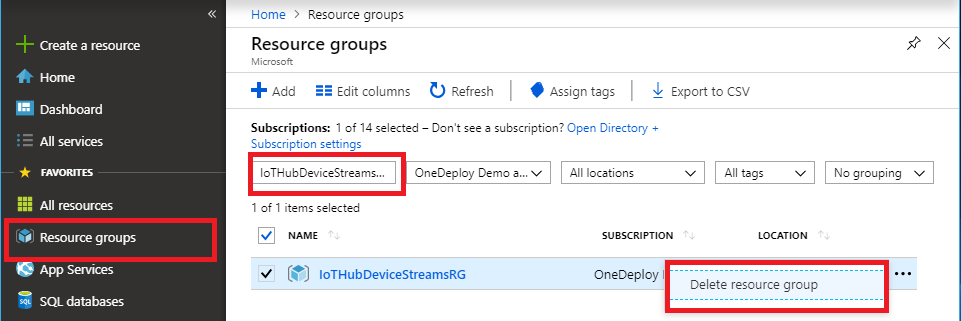 «
Create a resource
Home
Dashboard
All services
FAVORITES
All resources
Resource groups
App Services
SQL
SQL databases
Home > Resource groups
Resource groups
Microsoft
Add Edit columns Refresh Assign tags Export to CSV
Subscriptions: 1 of 14 selected – Don't see a subscription? Open Directory +
Subscription settings
IoTHubDeviceStreams... OneDeploy Demo a... All locations All tags No grouping
1 of 1 items selected
NAME SUBSCRIPTION LOCATION
IoTHubDeviceStreamsRG OneDeploy
Delete resource group